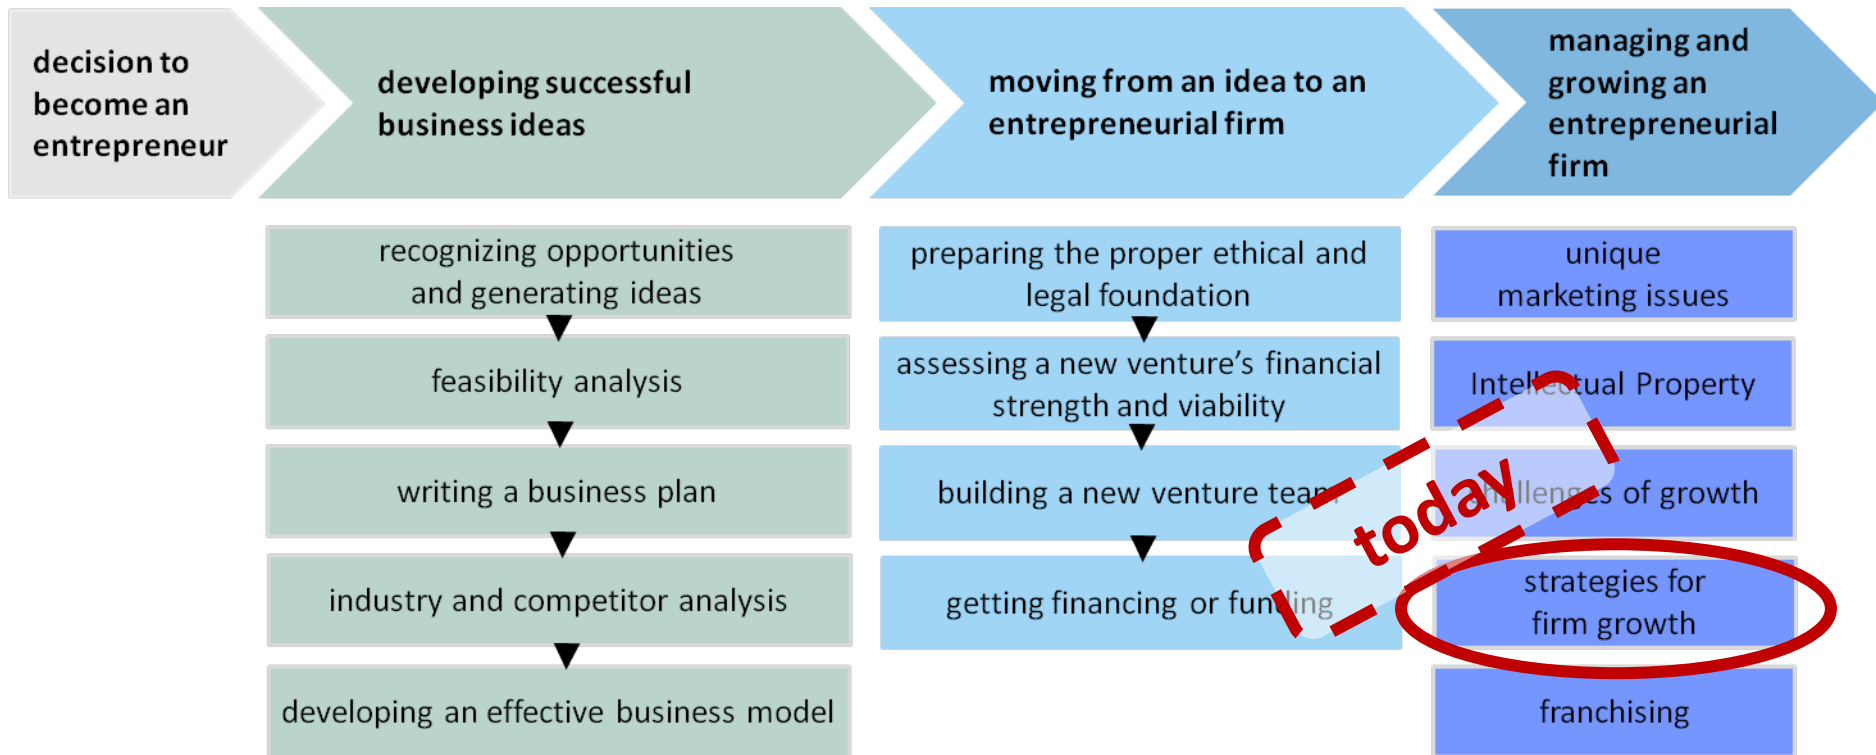 decision to
become an
entrepreneur
developing successful
business ideas
moving from an idea to an
entrepreneurial firm
managing and
growing an
entrepreneurial
firm
recognizing opportunities
and generating ideas
feasibility analysis
writing a business plan
industry and competitor analysis
developing an effective business model
preparing the proper ethical and
legal foundation
assessing a new venture’s financial
strength and viability
building a new venture team
getting financing or funding
unique
marketing issues
Intellectual Property
challenges of growth
strategies for
firm growth
franchising
today